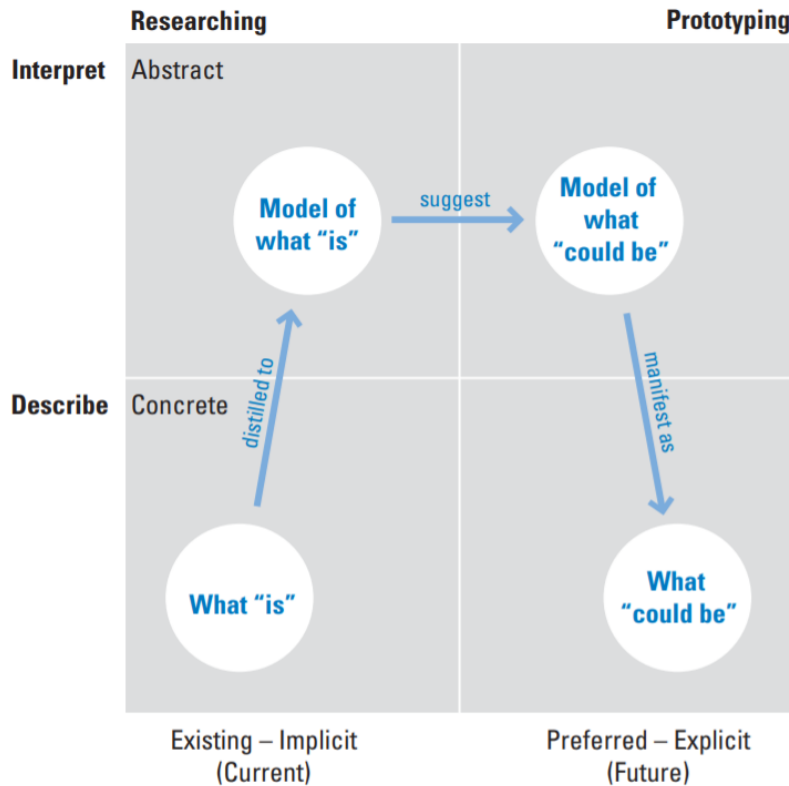 Researching
Prototyping
Interpret
Abstract
Model of
what “is”
suggest
Model of
what
“could be”
distilled to
manifest as
Describe
Concrete
What “is”
What
“could be”
Existing – Implicit
(Current)
Preferred – Explicit
(Future)